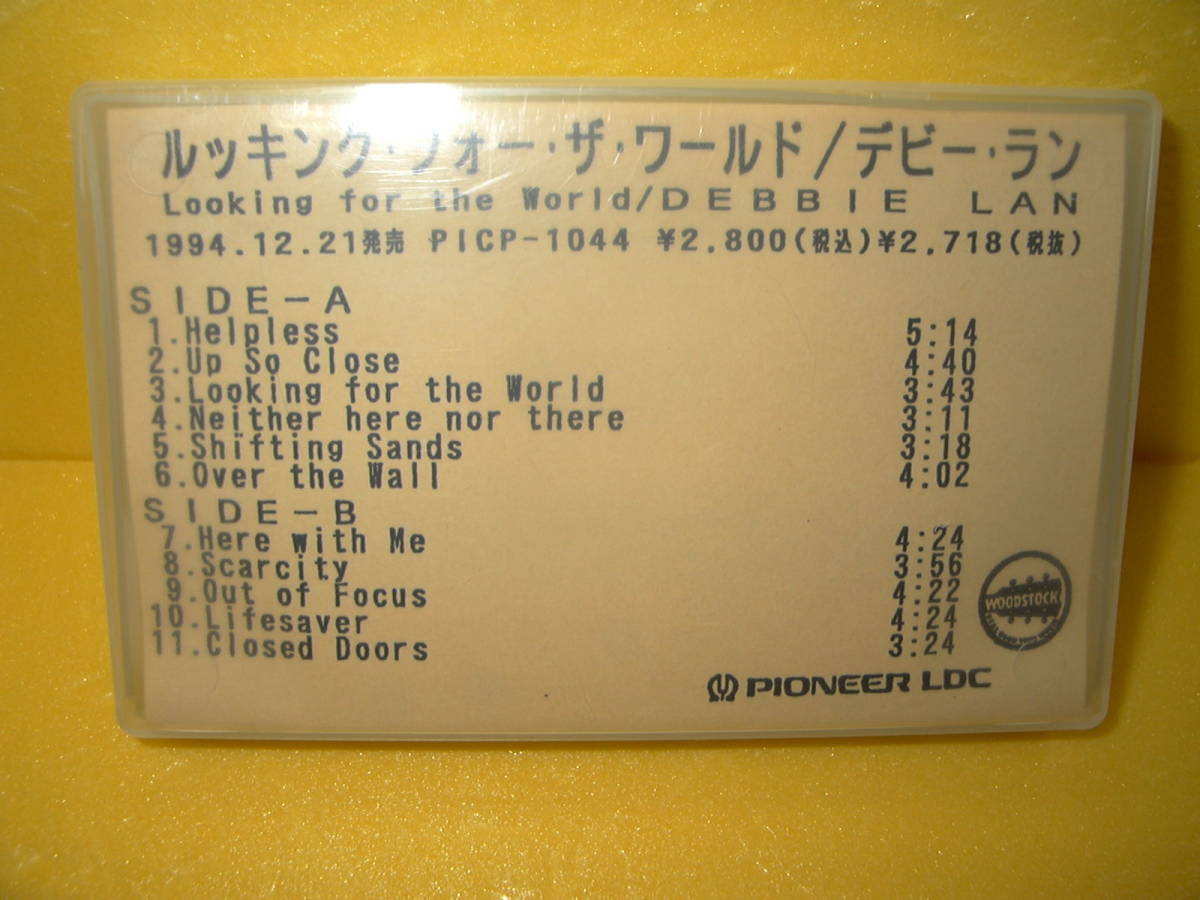 ルッキング・フォー・ザ・ワールド/デビー・ラン
Looking for the World/DEBBIE LAN
1994.12.21発売 PICP-1044 ¥2,800(税込)¥2,718(税抜)
SIDE-A
1.Helpless 5:14
2.Up So Close 4:40
3.Looking for the World 3:43
4.Neither here nor there 3:11
5.Shifting Sands 3:18
6.Over the Wall 4:02
SIDE-B
7.Here with Me 4:24
8.Scarcity 3:56
9.Out of Focus 4:22
10.Lifesaver 4:24
11.Closed Doors 3:24
WOODSTOCK
PIONEER LDC